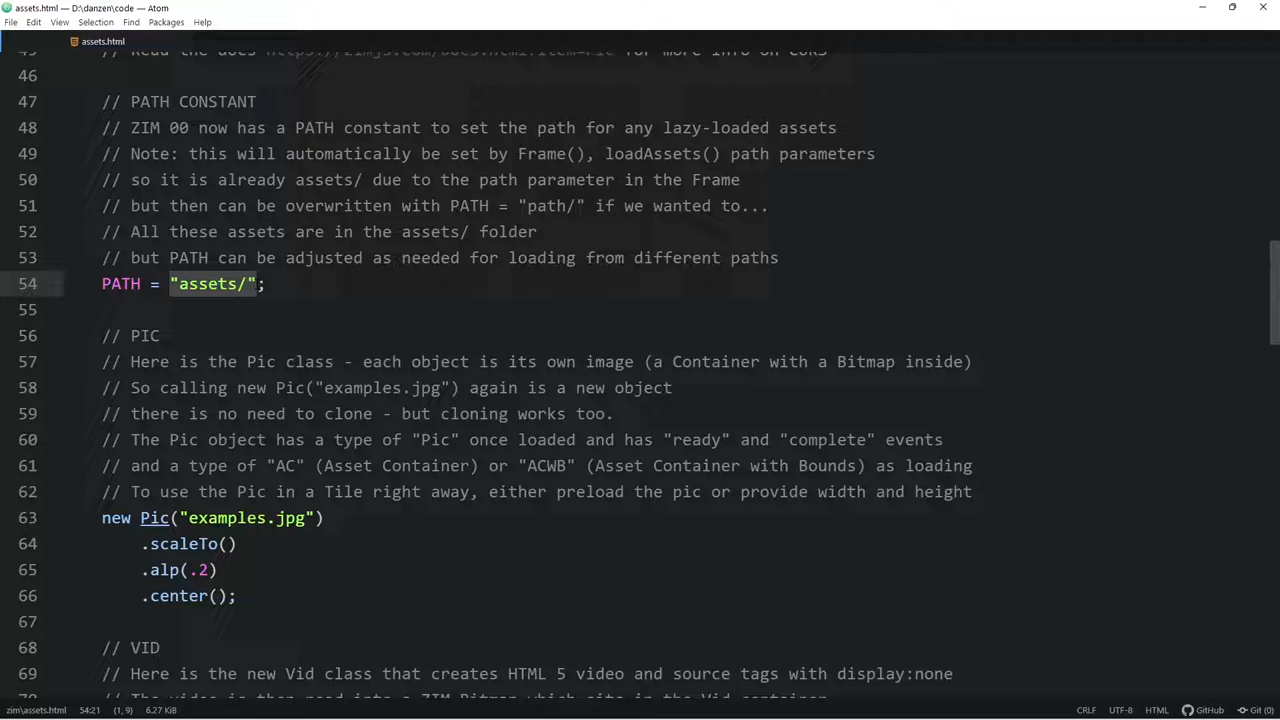 assets.html — D:\danzen\code — Atom
File Edit View Selection Find Packages Help
assets.html
46
47 // PATH CONSTANT
48 // ZIM 00 now has a PATH constant to set the path for any lazy-loaded assets
49 // Note: this will automatically be set by Frame(), loadAssets() path parameters
50 // so it is already assets/ due to the path parameter in the Frame
51 // but then can be overwritten with PATH = "path/" if we wanted to...
52 // All these assets are in the assets/ folder
53 // but PATH can be adjusted as needed for loading from different paths
54 PATH = "assets/";
55
56 // PIC
57 // Here is the Pic class - each object is its own image (a Container with a Bitmap inside)
58 // So calling new Pic("examples.jpg") again is a new object
59 // there is no need to clone - but cloning works too.
60 // The Pic object has a type of "Pic" once loaded and has "ready" and "complete" events
61 // and a type of "AC" (Asset Container) or "ACWB" (Asset Container with Bounds) as loading
62 // To use the Pic in a Tile right away, either preload the pic or provide width and height
63 new Pic("examples.jpg")
64 .scaleTo()
65 .alp(.2)
66 .center();
67
68 // VID
69 // Here is the new Vid class that creates HTML 5 video and source tags with display:none
zim\assets.html 54:21 (1, 9) 6.27 KiB CRLF UTF-8 HTML GitHub Git (0)